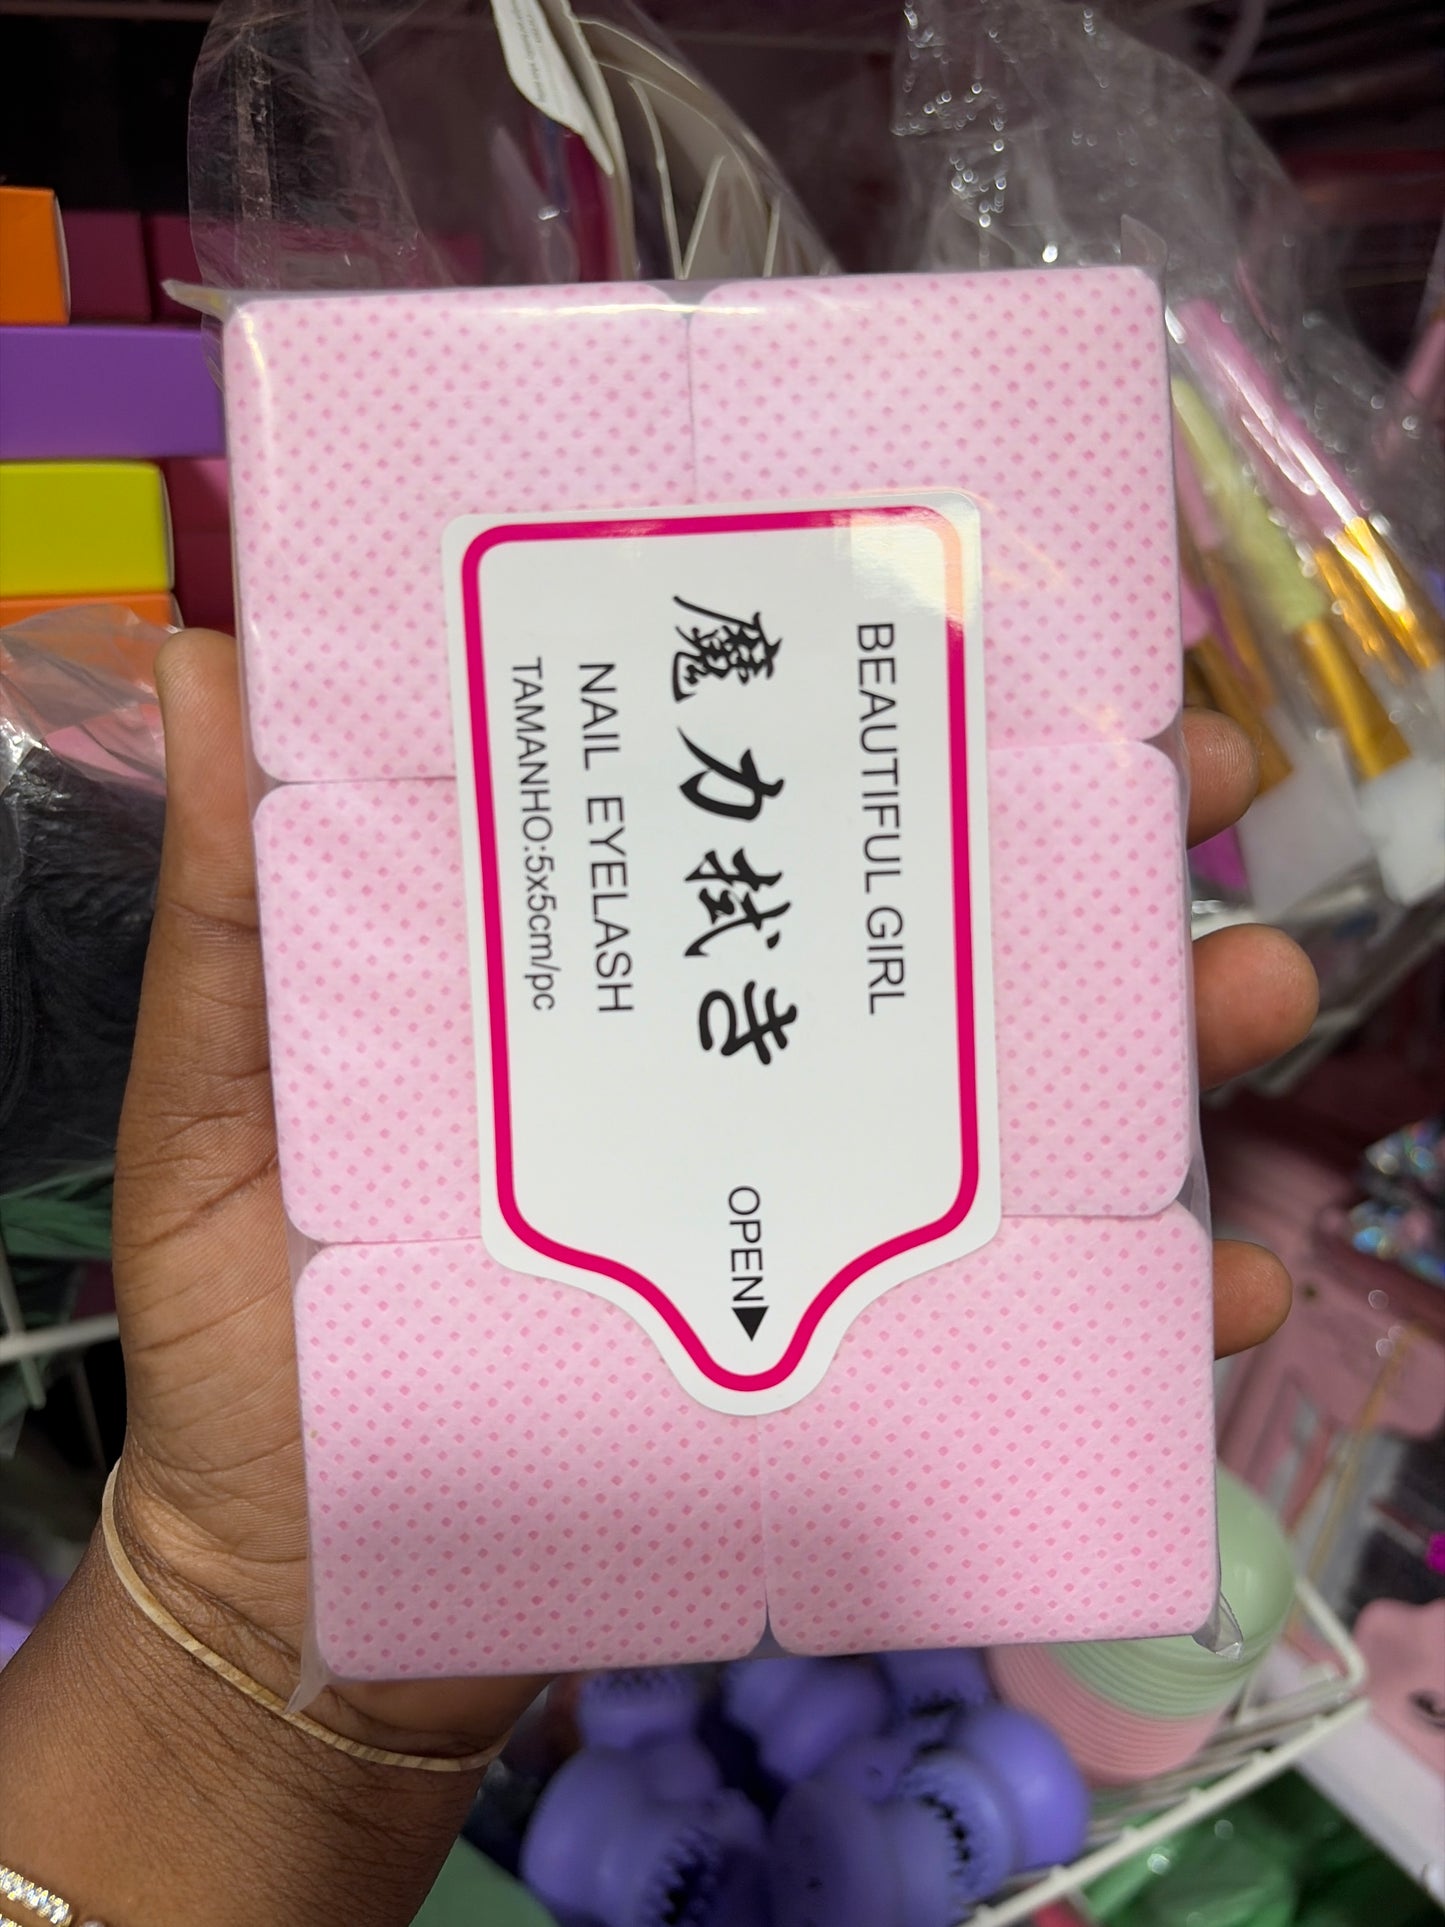 BEAUTIFUL GIRL
魔力拭き
NAIL EYELASH
TAMANHO:5x5cm/pc
OPEN▶